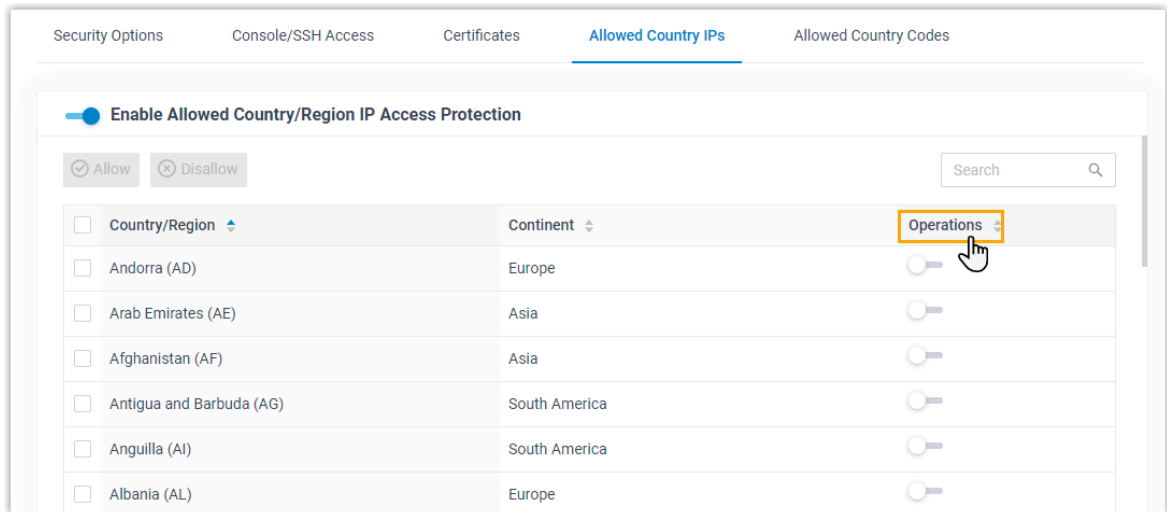 Security Options Console/SSH Access Certificates Allowed Country IPs Allowed Country Codes
Enable Allowed Country/Region IP Access Protection
Allow Disallow Search
Country/Region Continent Operations
Andorra (AD) Europe
Arab Emirates (AE) Asia
Afghanistan (AF) Asia
Antigua and Barbuda (AG) South America
Anguilla (AI) South America
Albania (AL) Europe